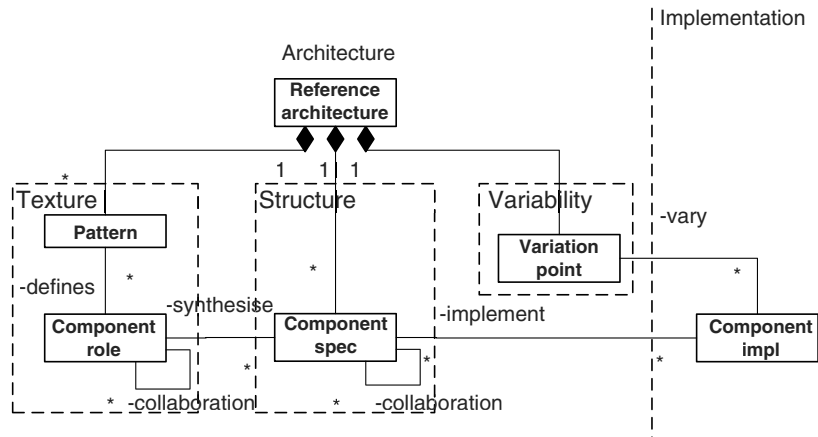 Implementation
Architecture
Reference
architecture
1 1 1
*
Texture
Structure
Variability
Pattern
-vary
Variation
point
*
*
*
-defines
-synthesise
-implement
Component
role
Component
spec
Component
impl
*
*
*
* -collaboration
* -collaboration